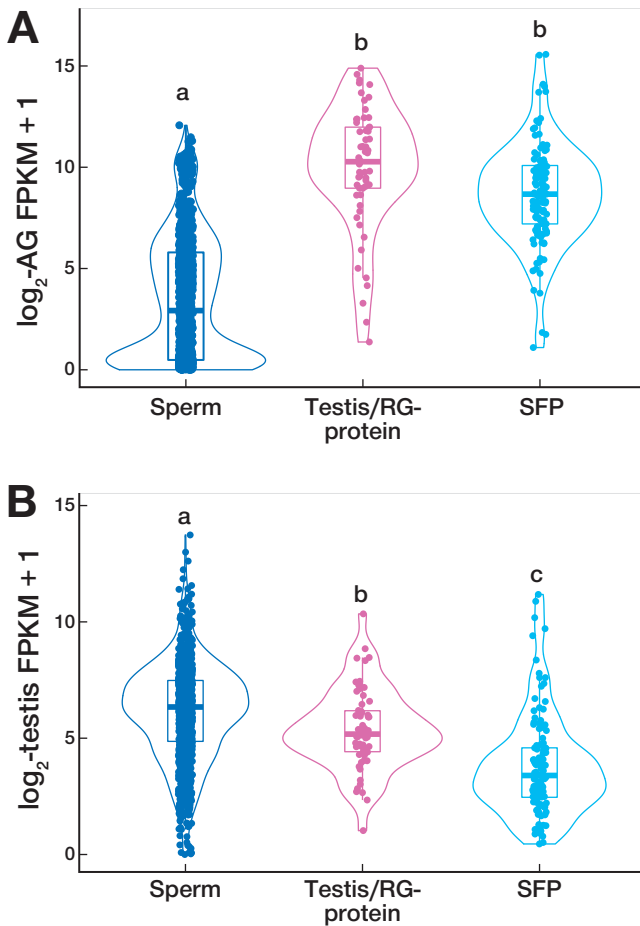 A
log2-AG FPKM + 1
15
10
5
0
a
b
b
Sperm
Testis/RG-
protein
SFP
B
log2-testis FPKM + 1
15
10
5
0
a
b
c
Sperm
Testis/RG-
protein
SFP